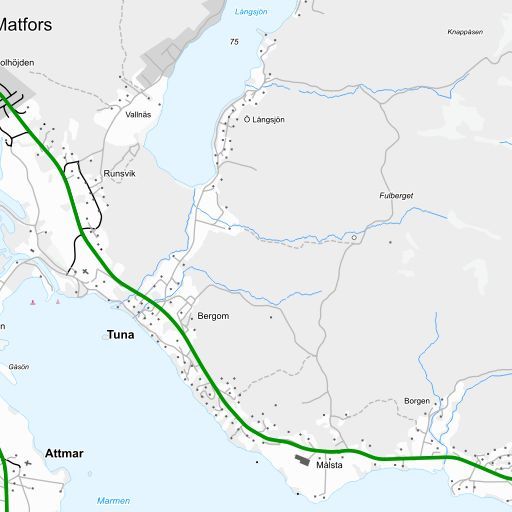 Matfors
Långsjön
75
Knappåsen
olhöjden
Vallnäs
Ö Långsjön
Runsvik
Fulberget
Bergom
Tuna
Gåsön
Borgen
Attmar
Målsta
Marmen